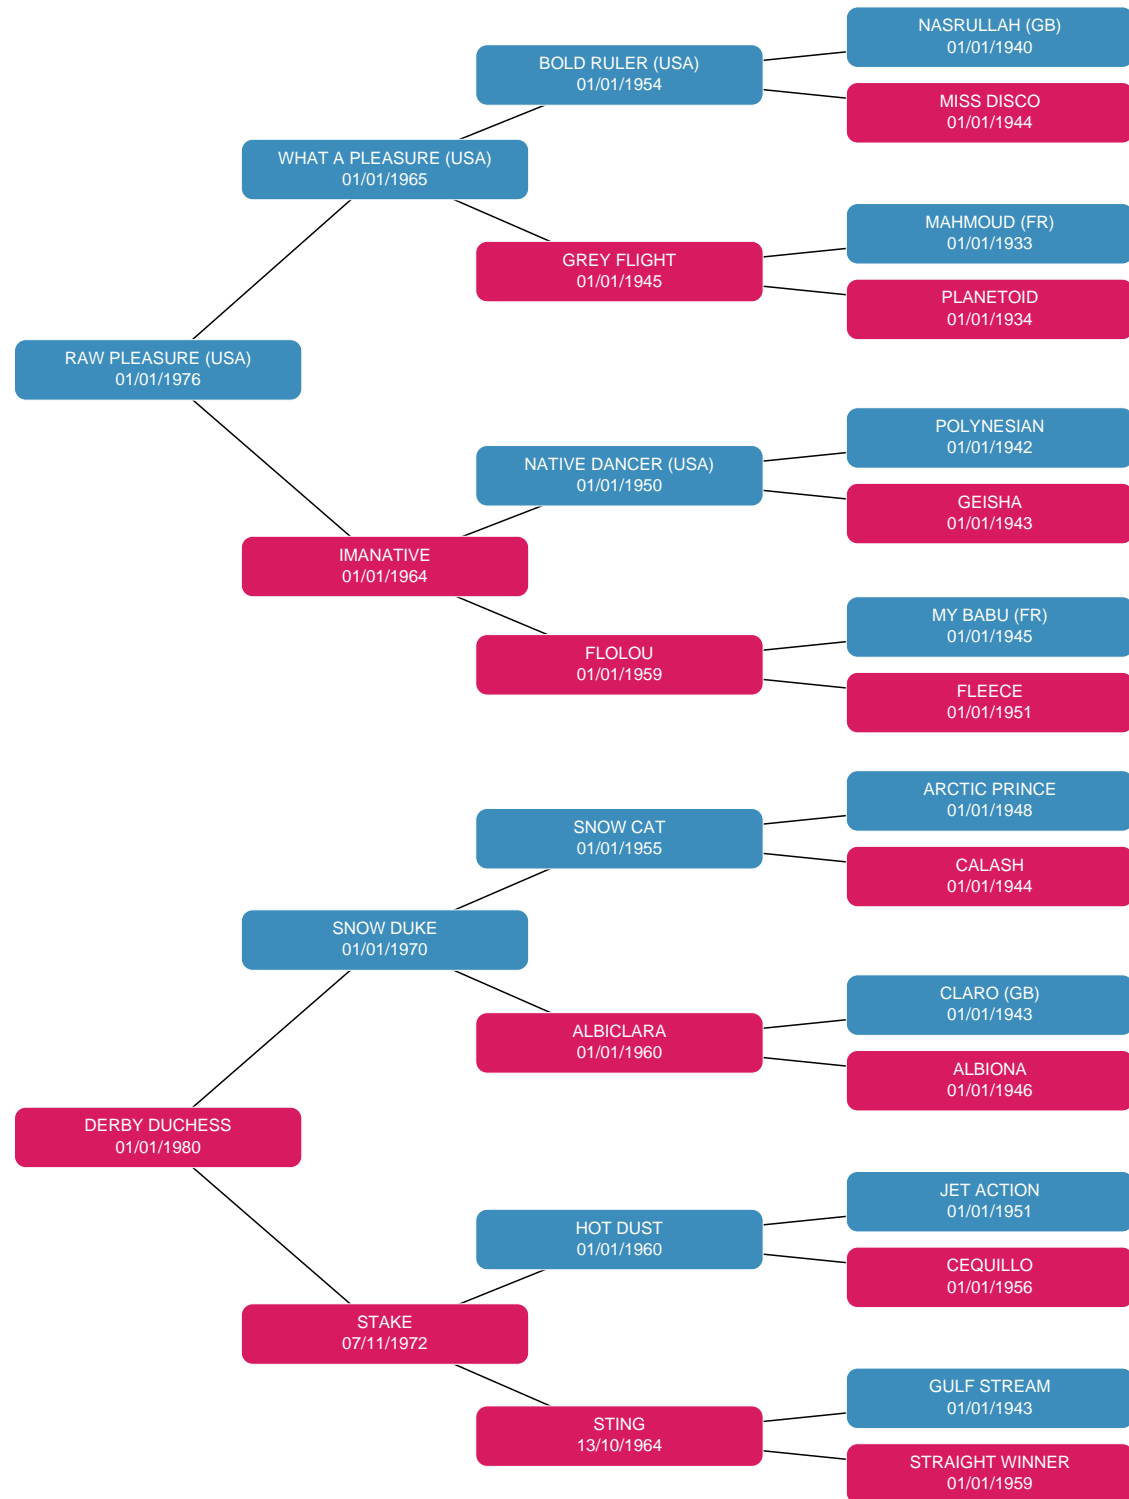 NASRULLAH (GB)
01/01/1940
BOLD RULER (USA)
01/01/1954
MISS DISCO
01/01/1944
WHAT A PLEASURE (USA)
01/01/1965
MAHMOUD (FR)
01/01/1933
GREY FLIGHT
01/01/1945
PLANETOID
01/01/1934
RAW PLEASURE (USA)
01/01/1976
POLYNESIAN
01/01/1942
NATIVE DANCER (USA)
01/01/1950
GEISHA
01/01/1943
IMANATIVE
01/01/1964
MY BABU (FR)
01/01/1945
FLOLOU
01/01/1959
FLEECE
01/01/1951
ARCTIC PRINCE
01/01/1948
SNOW CAT
01/01/1955
CALASH
01/01/1944
SNOW DUKE
01/01/1970
CLARO (GB)
01/01/1943
ALBICLARA
01/01/1960
ALBIONA
01/01/1946
DERBY DUCHESS
01/01/1980
JET ACTION
01/01/1951
HOT DUST
01/01/1960
CEQUILLO
01/01/1956
STAKE
07/11/1972
GULF STREAM
01/01/1943
STING
13/10/1964
STRAIGHT WINNER
01/01/1959